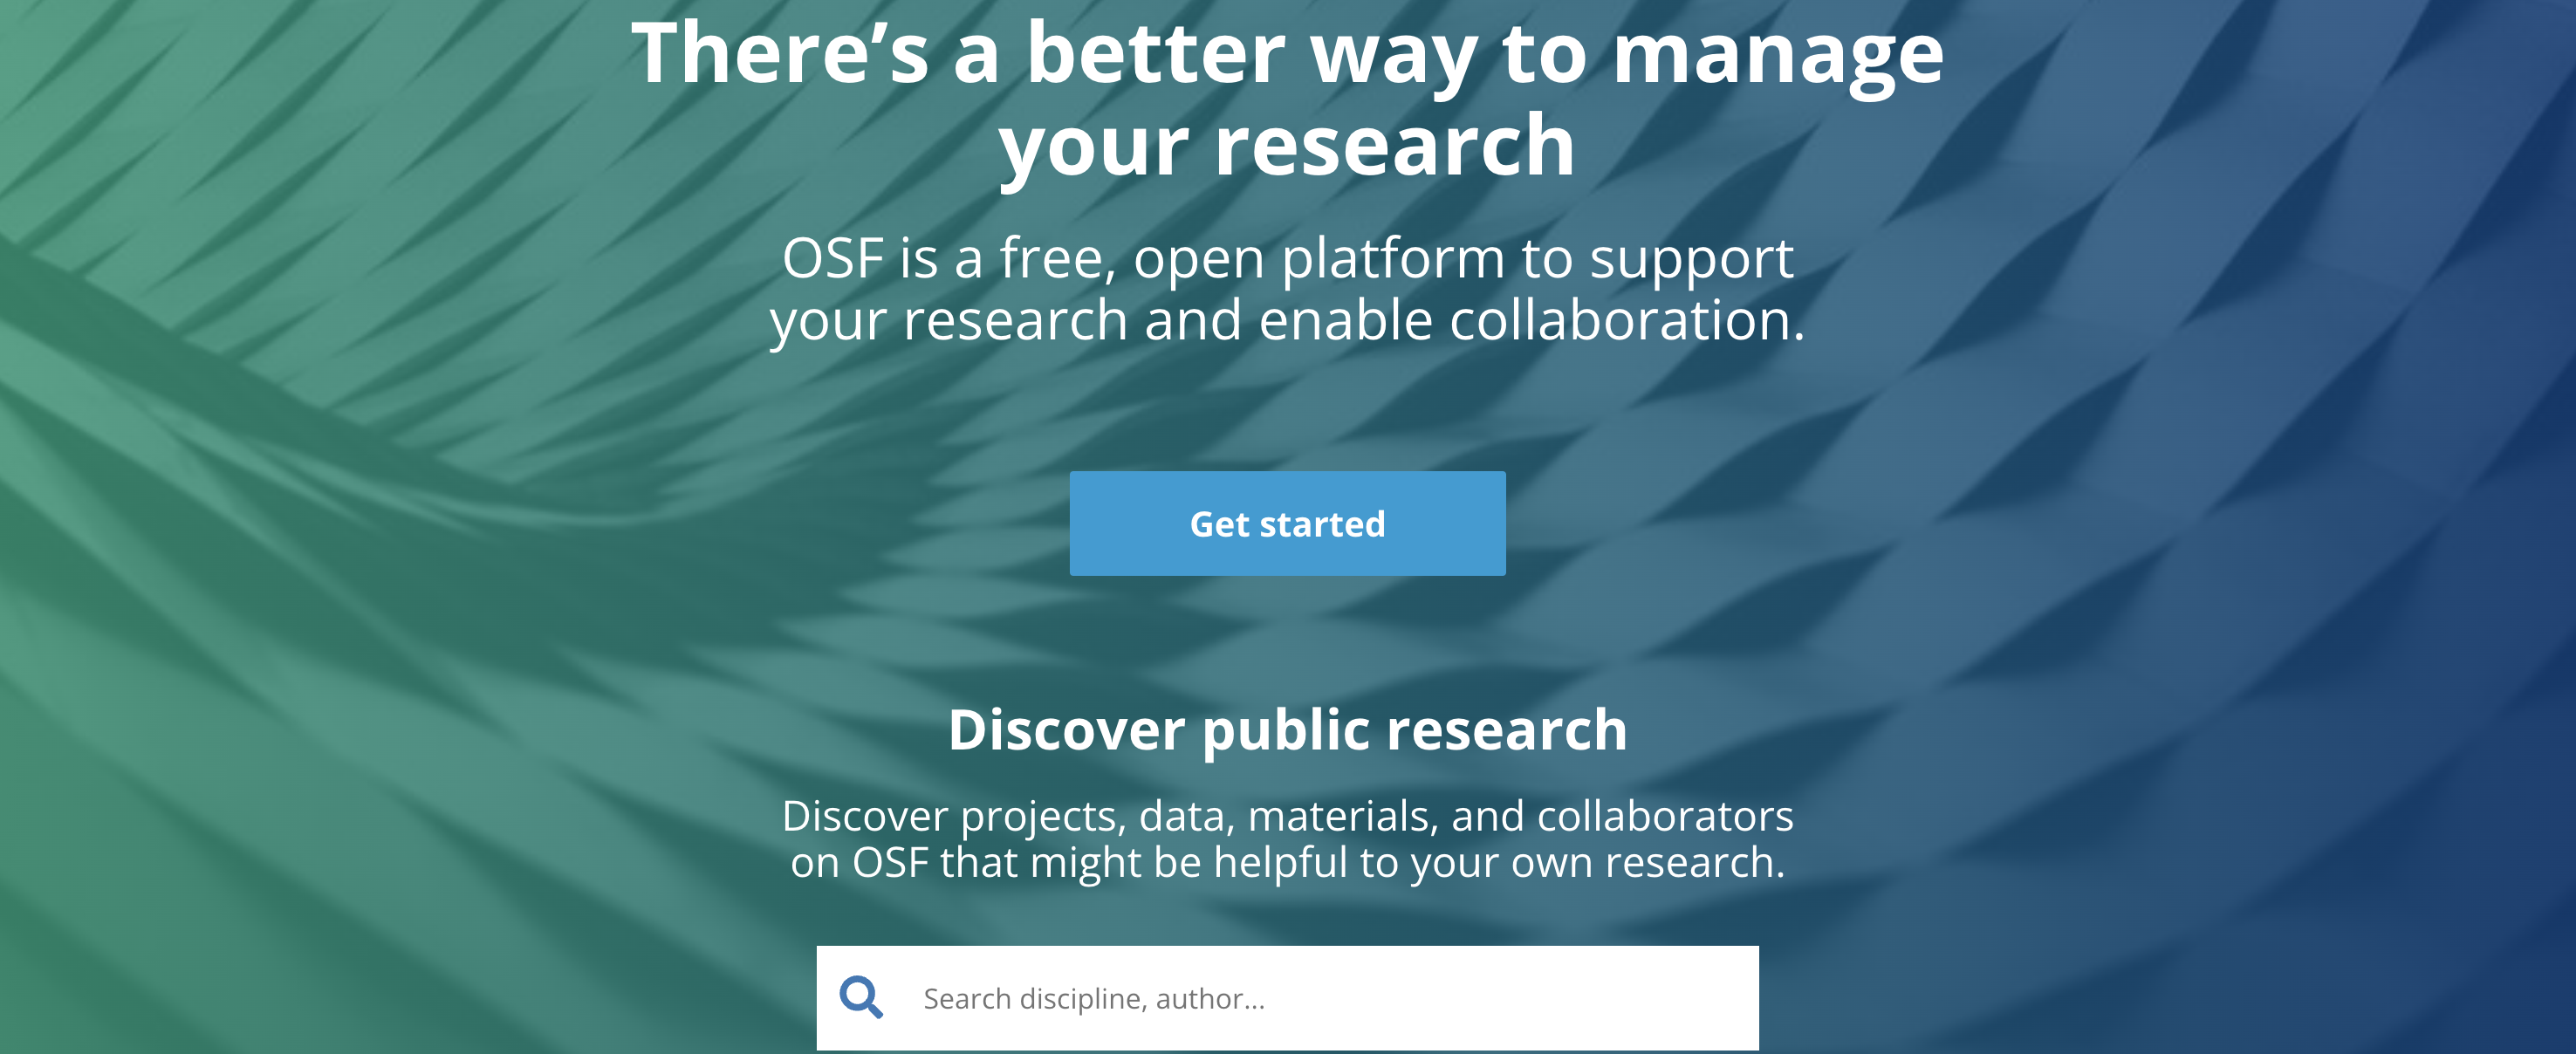 There’s a better way to manage
your research
OSF is a free, open platform to support
your research and enable collaboration.
Get started
Discover public research
Discover projects, data, materials, and collaborators
on OSF that might be helpful to your own research.
Search discipline, author...